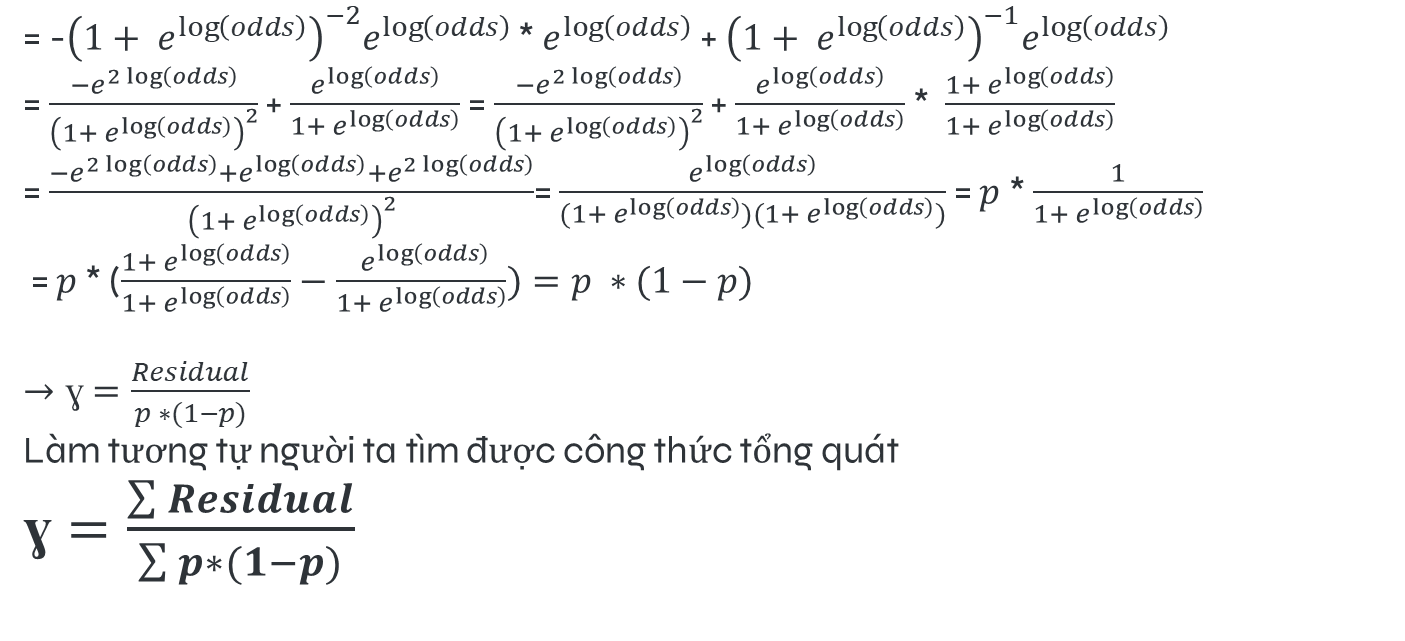 = -(1 + e^{log(odds)})^{-2} e^{log(odds)} * e^{log(odds)} + (1 + e^{log(odds)})^{-1} e^{log(odds)}
= \frac{-e^{2 log(odds)}}{(1+ e^{log(odds)})^2} + \frac{e^{log(odds)}}{1+ e^{log(odds)}} = \frac{-e^{2 log(odds)}}{(1+ e^{log(odds)})^2} + \frac{e^{log(odds)}}{1+ e^{log(odds)}} * \frac{1+ e^{log(odds)}}{1+ e^{log(odds)}}
= \frac{-e^{2 log(odds)}+e^{log(odds)}+e^{2 log(odds)}}{(1+ e^{log(odds)})^2} = \frac{e^{log(odds)}}{(1+ e^{log(odds)})(1+ e^{log(odds)})} = p * \frac{1}{1+ e^{log(odds)}}
= p * (\frac{1+ e^{log(odds)}}{1+ e^{log(odds)}} − \frac{e^{log(odds)}}{1+ e^{log(odds)}}) = p * (1 − p)
→ Ɣ = \frac{Residual}{p *(1−p)}
Làm tương tự người ta tìm được công thức tổng quát
Ɣ = \frac{∑ Residual}{∑ p*(1−p)}